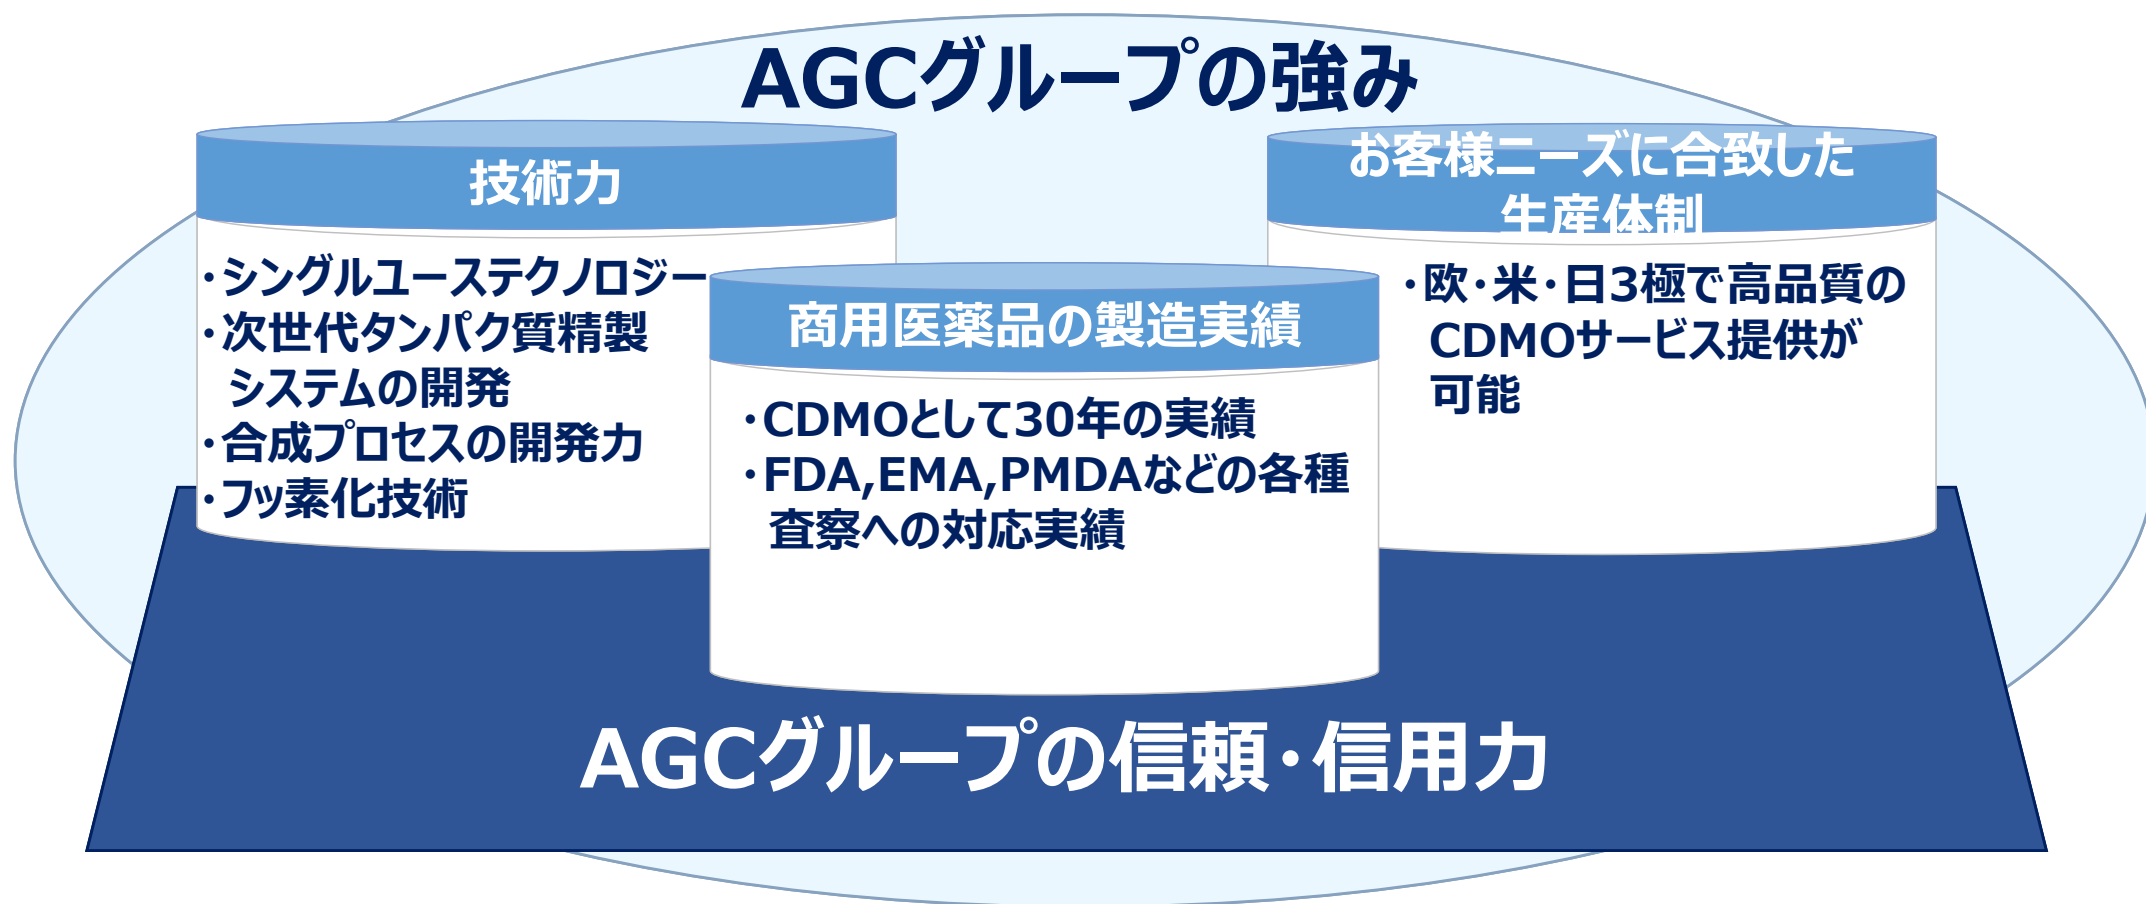 AGCグループの強み
技術力
・シングルユーステクノロジー
・次世代タンパク質精製
システムの開発
・合成プロセスの開発力
・フッ素化技術
商用医薬品の製造実績
・CDMOとして30年の実績
・FDA,EMA,PMDAなどの各種
査察への対応実績
お客様ニーズに合致した
生産体制
・欧・米・日3極で高品質の
CDMOサービス提供が
可能
AGCグループの信頼・信用力